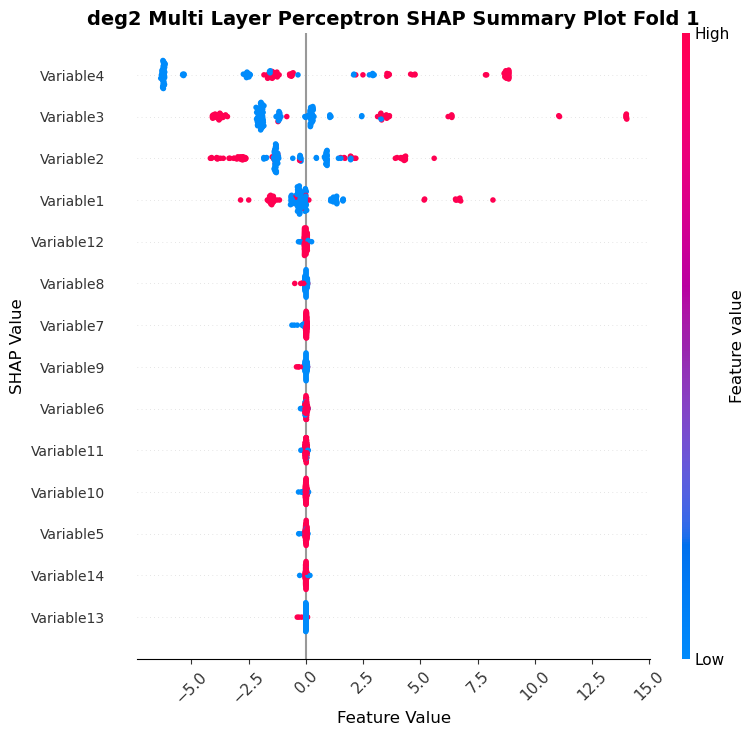 deg2 Multi Layer Perceptron SHAP Summary Plot Fold 1
High
Variable4
Variable3
Variable2
Variable1
Variable12
Variable8
Variable7
Variable9
Variable6
Variable11
Variable10
Variable5
Variable14
Variable13
SHAP Value
Feature value
Low
−5.0
−2.5
0.0
2.5
5.0
7.5
10.0
12.5
15.0
Feature Value